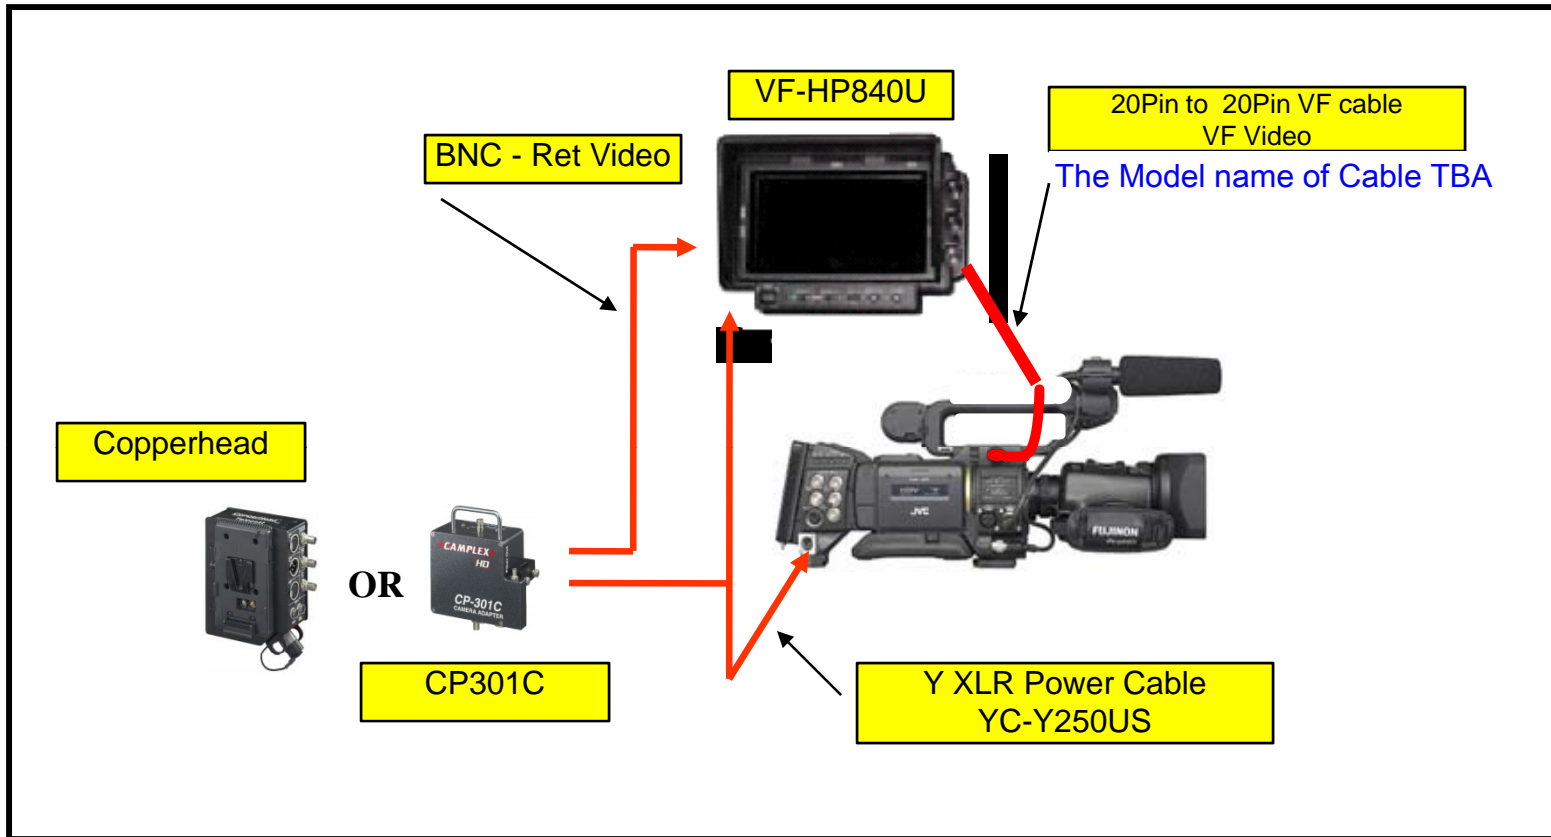 VF-HP840U
20Pin to  20Pin VF cable
VF Video
BNC - Ret Video
The Model name of Cable TBA
Copperhead
CAMPLEX
HD
OR
CP-301C
CAMERA ADAPTER
JVC
FUJINON
CP301C
Y XLR Power Cable
YC-Y250US